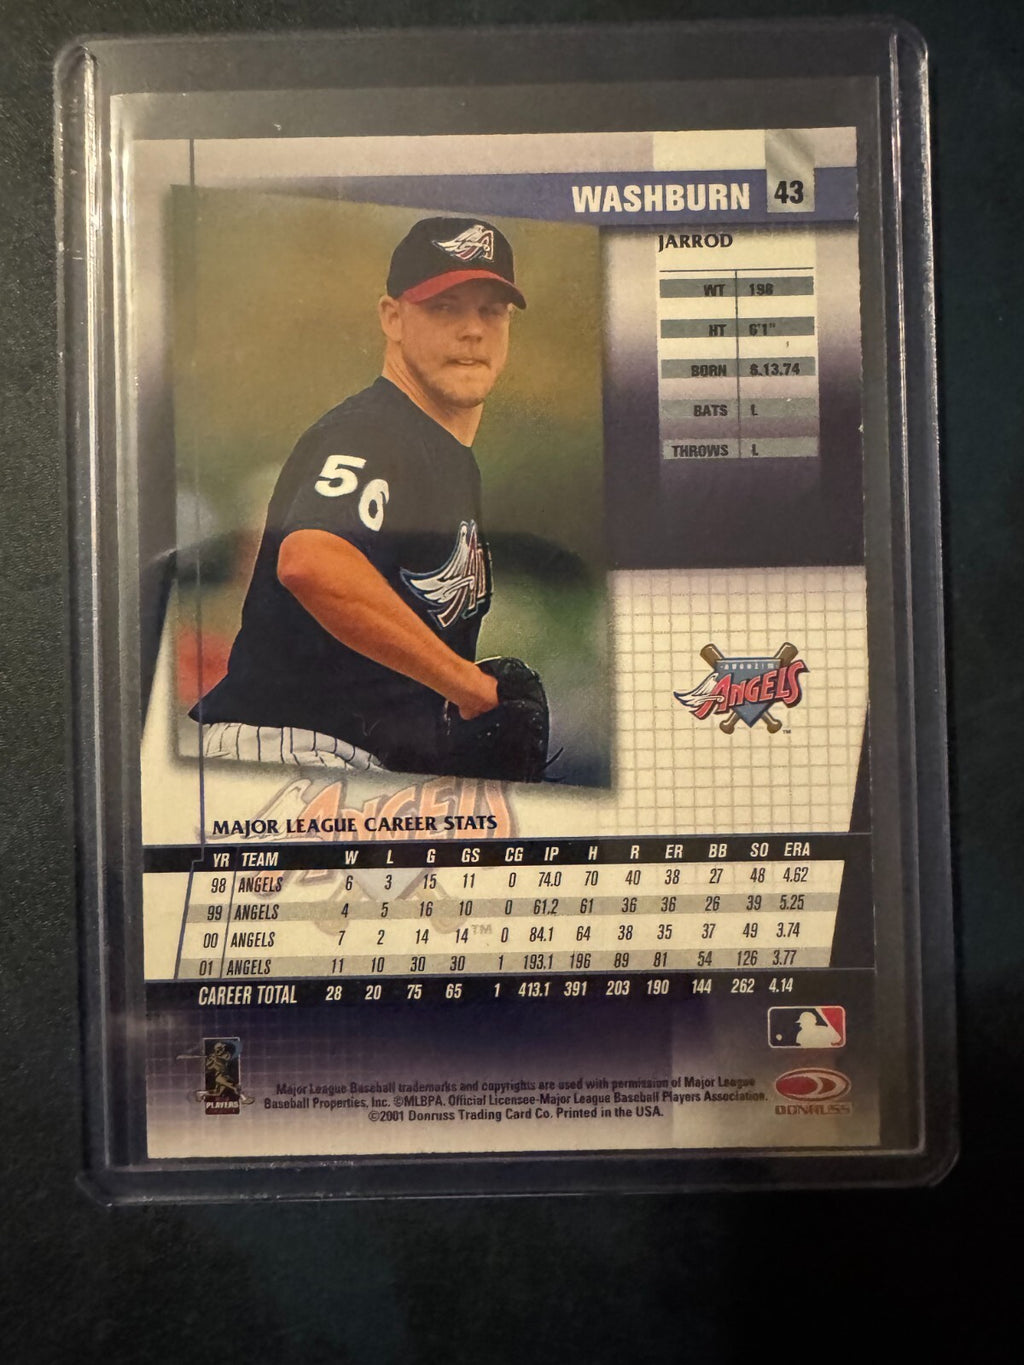 WASHBURN 43
JARROD
WT 198
HT 6'1"
BORN 8.13.74
BATS L
THROWS L
56
ANAHEIM
ANGELS
TM
ANGELS
MAJOR LEAGUE CAREER STATS
YR TEAM W L G GS CG IP H R ER BB SO ERA
98 ANGELS 6 3 15 11 0 74.0 70 40 38 27 48 4.62
99 ANGELS 4 5 16 10 0 61.2 61 36 36 26 39 5.25
00 ANGELS 7 2 14 14 0 84.1 64 38 35 37 49 3.74
TM
01 ANGELS 11 10 30 30 1 193.1 196 89 81 54 126 3.77
CAREER TOTAL 28 20 75 65 1 413.1 391 203 190 144 262 4.14
PLAYERS
Major League Baseball trademarks and copyrights are used with permission of Major League
Baseball Properties, Inc. ©MLBPA. Official Licensee-Major League Baseball Players Association.
©2001 Donruss Trading Card Co. Printed in the USA.
DONRUSS